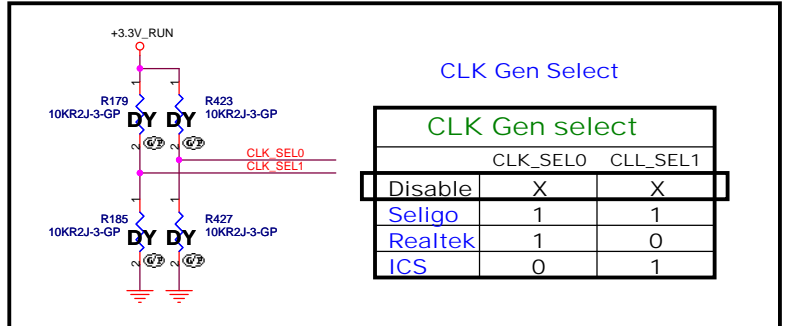 +3.3V_RUN
CLK Gen Select
R179
10KR2J-3-GP
DY
1
2
G/P
R423
10KR2J-3-GP
DY
1
2
G/P
CLK_SEL0
CLK_SEL1
R185
10KR2J-3-GP
DY
1
2
G/P
R427
10KR2J-3-GP
DY
1
2
G/P
CLK Gen select
CLK_SEL0 CLL_SEL1
Disable X X
Seligo 1 1
Realtek 1 0
ICS 0 1